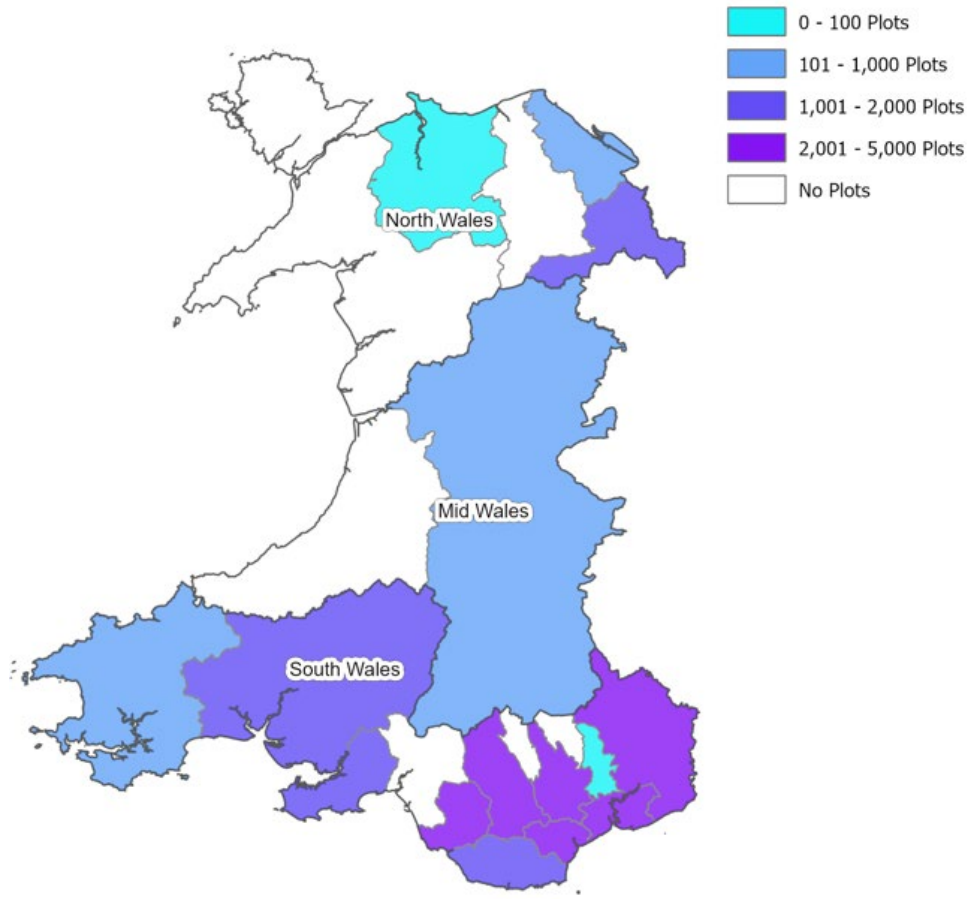 0 - 100 Plots
101 - 1,000 Plots
1,001 - 2,000 Plots
2,001 - 5,000 Plots
No Plots
North Wales
Mid Wales
South Wales